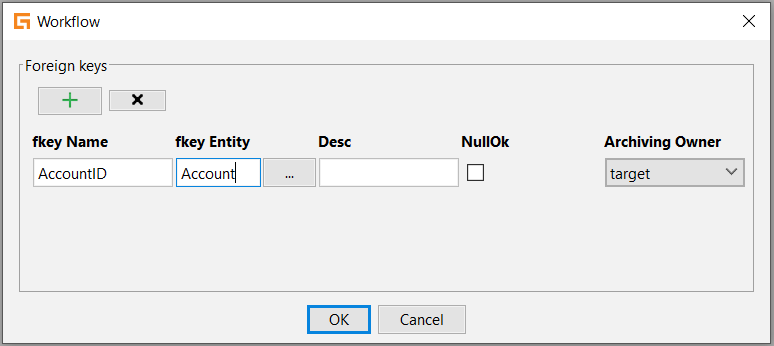 Workflow
Foreign keys
fkey Name fkey Entity Desc NullOk Archiving Owner
AccountID Account ... target
OK Cancel